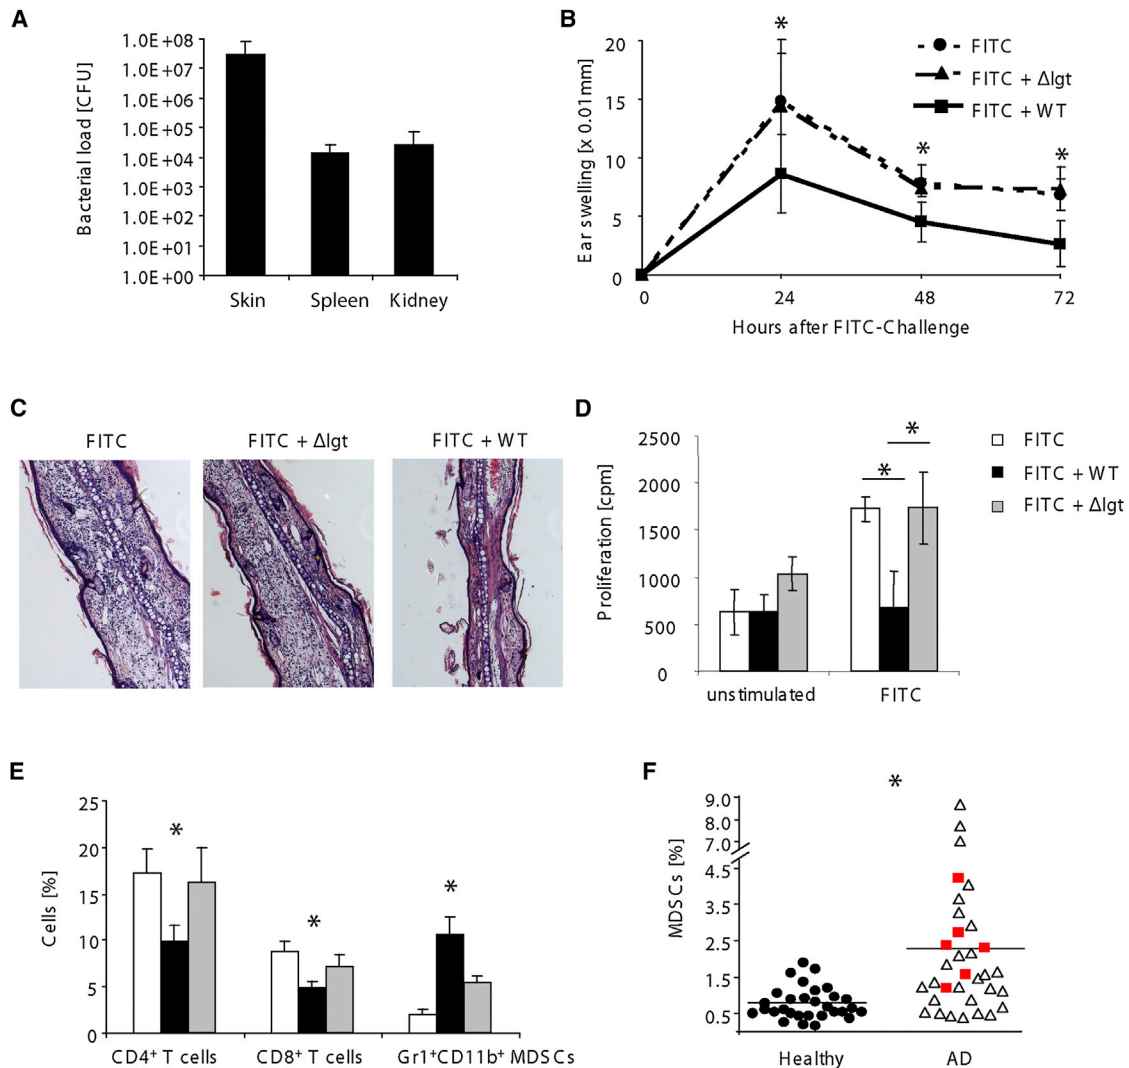 A
Bacterial load [CFU]
1.0E+08
1.0E+07
1.0E+06
1.0E+05
1.0E+04
1.0E+03
1.0E+02
1.0E+01
1.0E+00
Skin Spleen Kidney
B
Ear swelling [x 0.01mm]
20
15
10
5
0
*
*
*
FITC
FITC + Δlgt
FITC + WT
0 24 48 72
Hours after FITC-Challenge
C
FITC FITC + Δlgt FITC + WT
D
Proliferation [cpm]
2500
2000
1500
1000
500
0
*
*
FITC
FITC + WT
FITC + Δlgt
unstimulated FITC
E
Cells [%]
25
20
15
10
5
0
*
*
*
CD4⁺ T cells CD8⁺ T cells Gr1⁺CD11b⁺ MDSCs
F
*
MDSCs [%]
9.0
8.0
7.0
4.5
3.5
2.5
1.5
0.5
Healthy AD